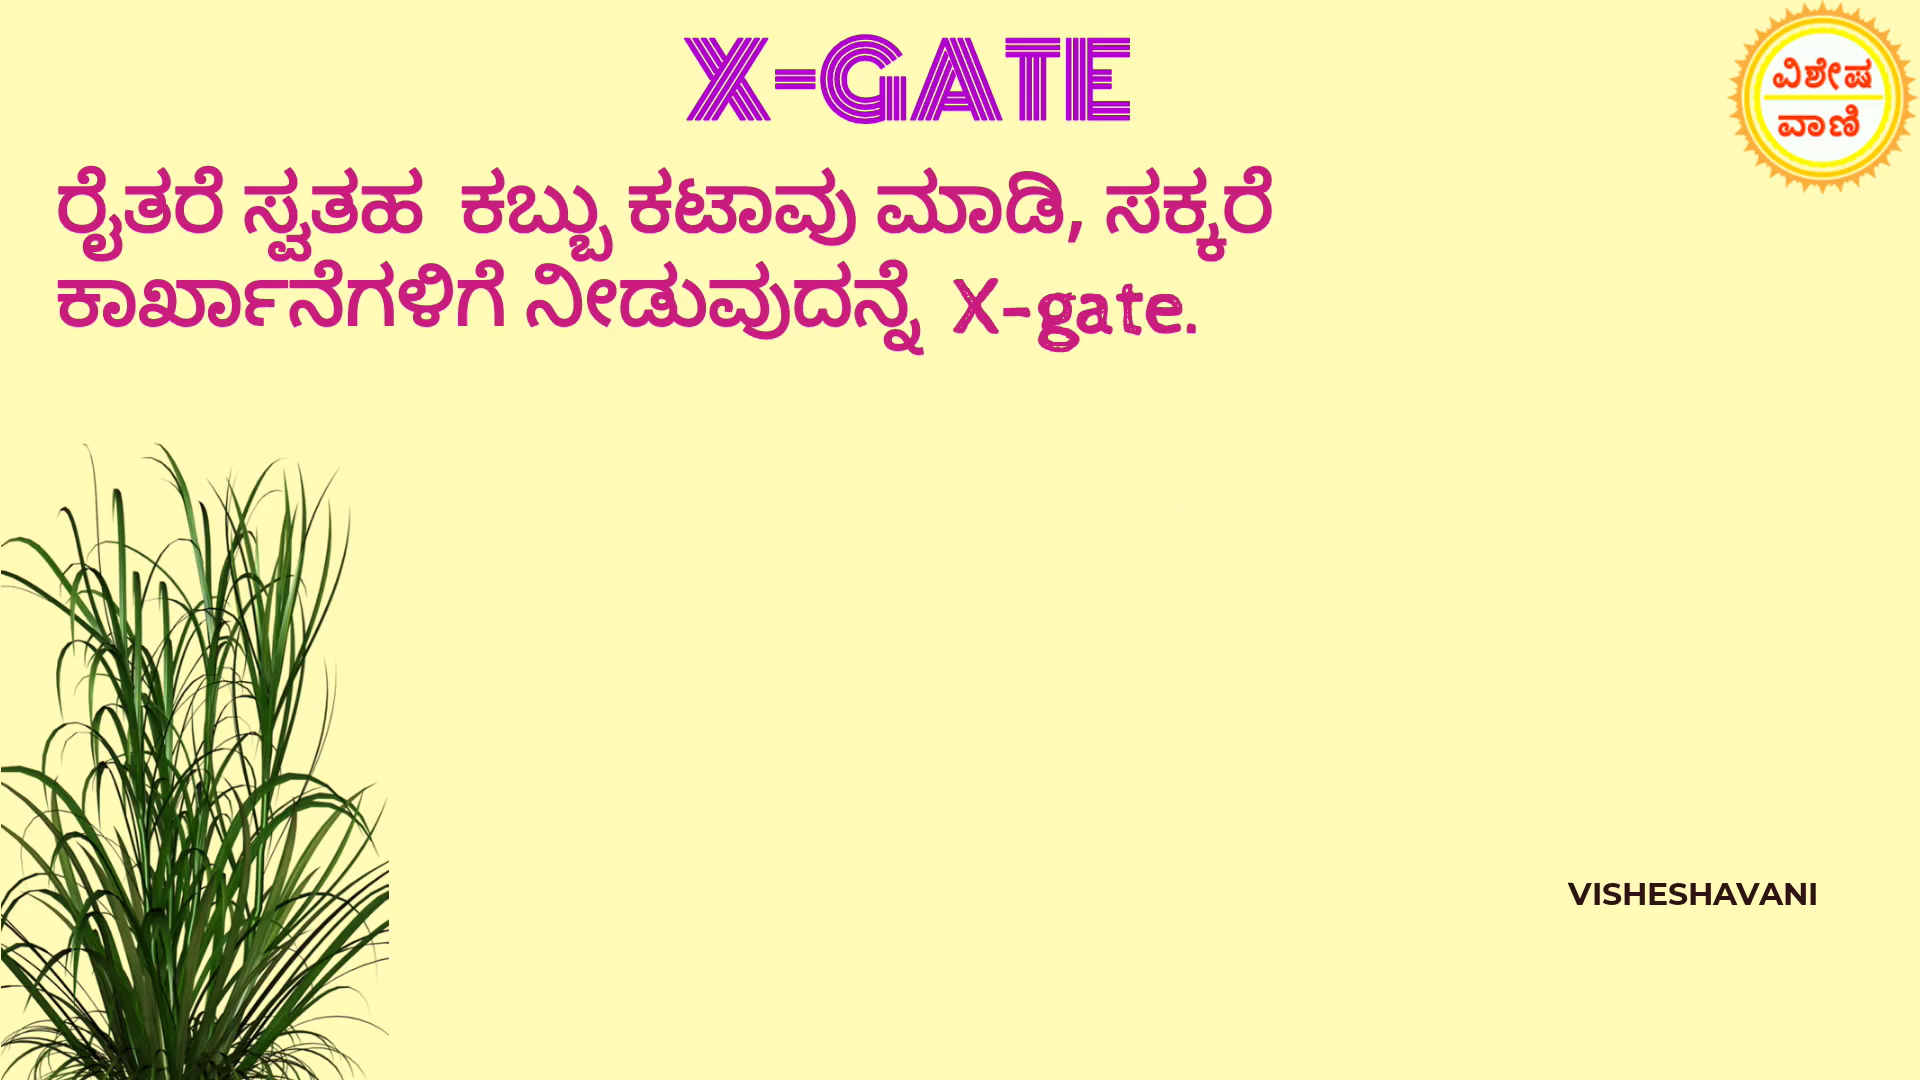 X-GATE
ವಿಶೇಷ
ವಾಣಿ
ರೈತರೆ ಸ್ವತಹ ಕಬ್ಬು ಕಟಾವು ಮಾಡಿ, ಸಕ್ಕರೆ
ಕಾರ್ಖಾನೆಗಳಿಗೆ ನೀಡುವುದನ್ನೆ X-gate.
VISHESHAVANI